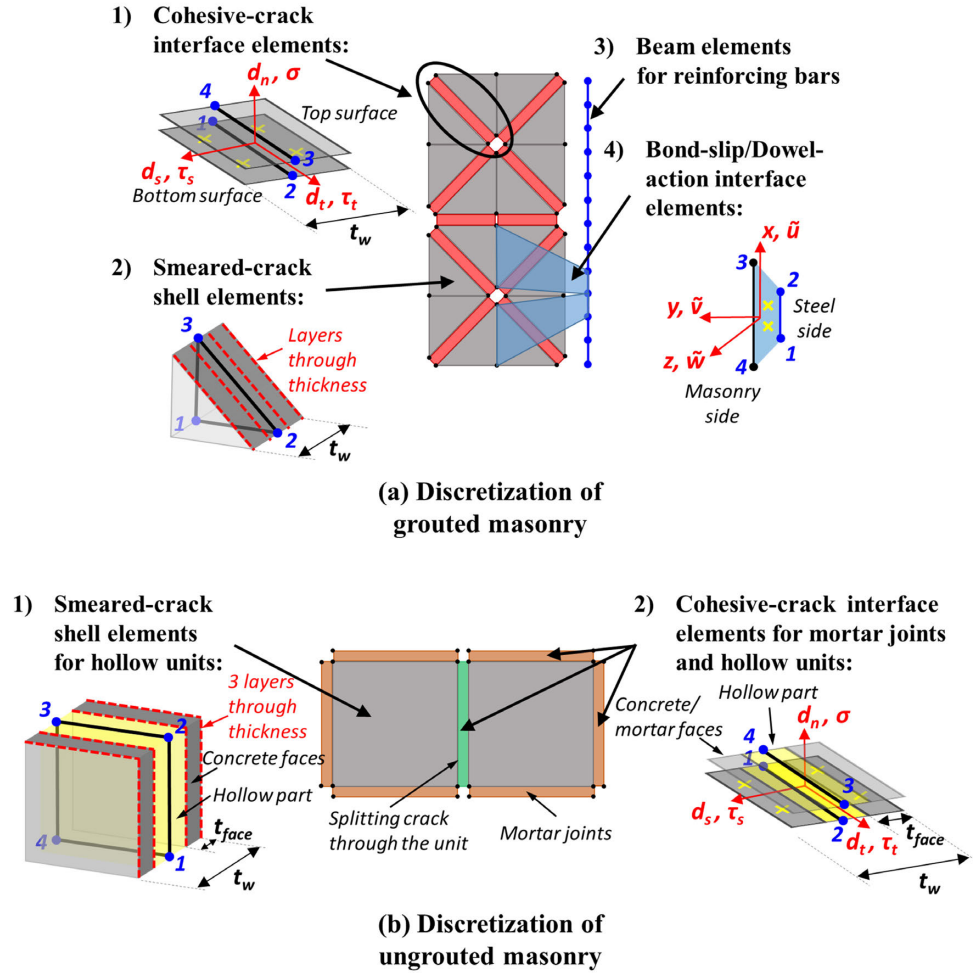 1) Cohesive-crack
interface elements:
d_n, σ
4
1
Top surface
3
2
d_s, τ_s
d_t, τ_t
Bottom surface
t_w
3) Beam elements
for reinforcing bars
4) Bond-slip/Dowel-
action interface
elements:
x, ũ
3
2
y, ṽ
Steel
side
z, w̃
1
4
Masonry
side
2) Smeared-crack
shell elements:
3
Layers
through
thickness
1
2
t_w
(a) Discretization of
grouted masonry
1) Smeared-crack
shell elements
for hollow units:
3 layers
through
thickness
3
2
Concrete faces
Hollow part
4
1
t_face
t_w
Splitting crack
through the unit
Mortar joints
2) Cohesive-crack interface
elements for mortar joints
and hollow units:
Hollow part
Concrete/
mortar faces
d_n, σ
4
1
3
2
d_s, τ_s
d_t, τ_t
t_face
t_w
(b) Discretization of
ungrouted masonry